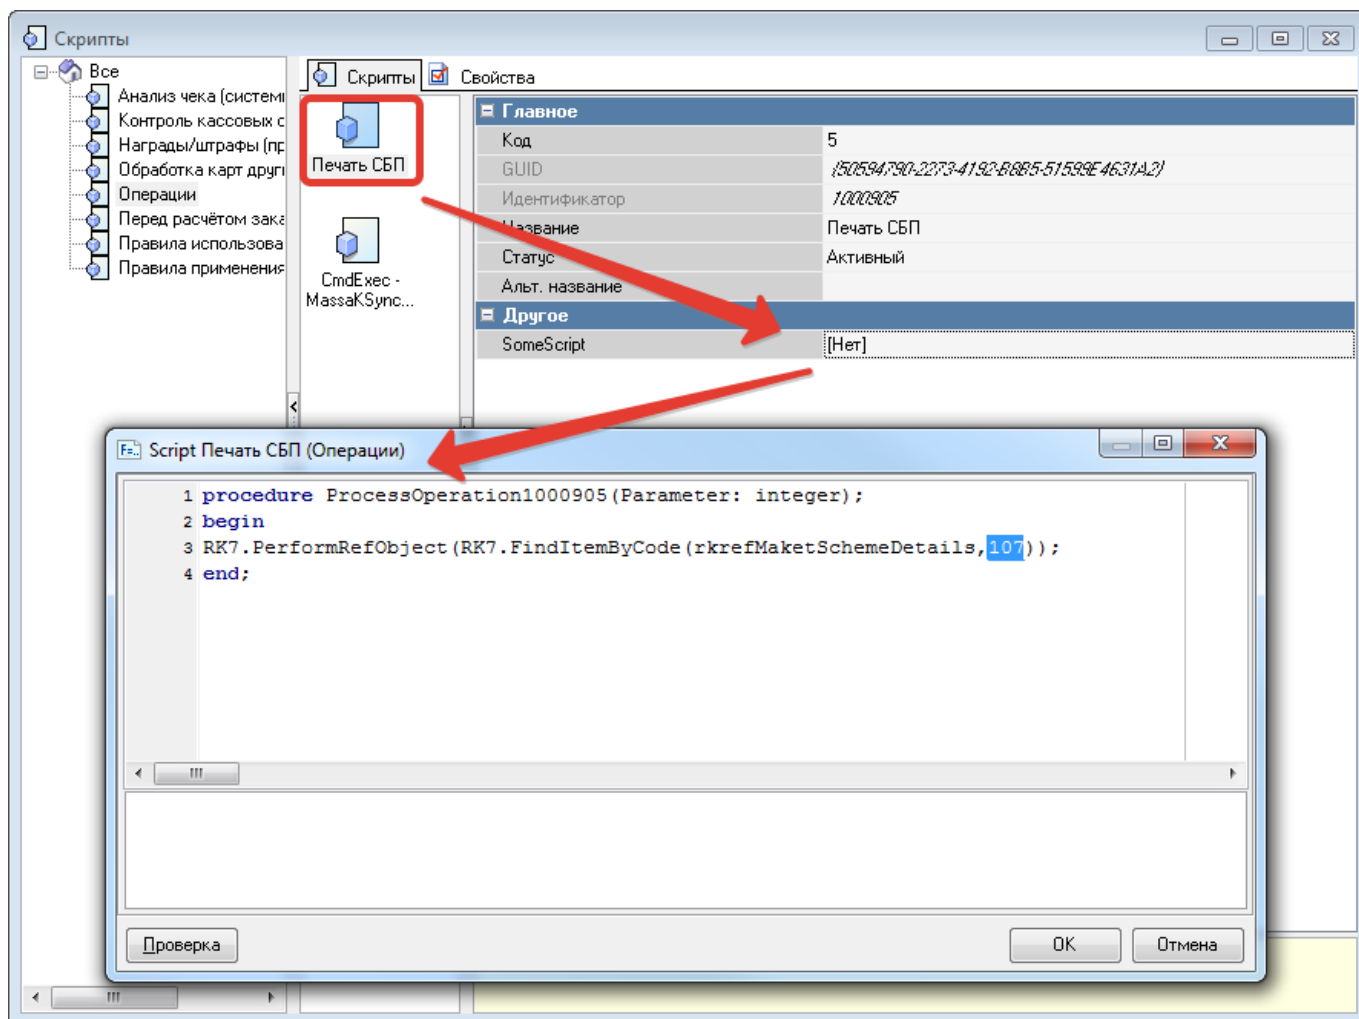 Скрипты
Все
Анализ чека (системн
Контроль кассовых с
Награды/штрафы (пр
Обработка карт други
Операции
Перед расчётом зака
Правила использова
Правила применения
Скрипты
Свойства
Печать СБП
CmdExec -
MassaKSync...
Главное
Код 5
GUID {50594790-2273-4192-B8B5-51599E4631A2}
Идентификатор 1000905
Название Печать СБП
Статус Активный
Альт. название
Другое
SomeScript [Нет]
Script Печать СБП (Операции)
1 procedure ProcessOperation1000905(Parameter: integer);
2 begin
3 RK7.PerformRefObject(RK7.FindItemByCode(rkrefMaketSchemeDetails,107));
4 end;
Проверка
ОК
Отмена